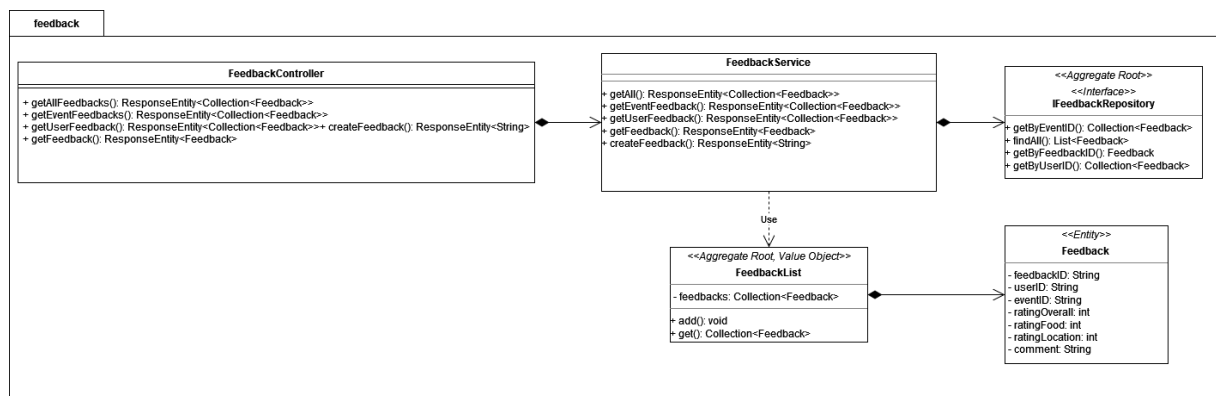 feedback
FeedbackController
+ getAllFeedbacks(): ResponseEntity<Collection<Feedback>>
+ getEventFeedbacks(): ResponseEntity<Collection<Feedback>>
+ getUserFeedback(): ResponseEntity<Collection<Feedback>>+ createFeedback(): ResponseEntity<String>
+ getFeedback(): ResponseEntity<Feedback>
FeedbackService
+ getAll(): ResponseEntity<Collection<Feedback>>
+ getEventFeedback(): ResponseEntity<Collection<Feedback>>
+ getUserFeedback(): ResponseEntity<Collection<Feedback>>
+ getFeedback(): ResponseEntity<Feedback>
+ createFeedback(): ResponseEntity<String>
<<Aggregate Root>>
<<Interface>>
IFeedbackRepository
+ getByEventID(): Collection<Feedback>
+ findAll(): List<Feedback>
+ getByFeedbackID(): Feedback
+ getByUserID(): Collection<Feedback>
Use
<<Aggregate Root, Value Object>>
FeedbackList
- feedbacks: Collection<Feedback>
+ add(): void
+ get(): Collection<Feedback>
<<Entity>>
Feedback
- feedbackID: String
- userID: String
- eventID: String
- ratingOverall: int
- ratingFood: int
- ratingLocation: int
- comment: String